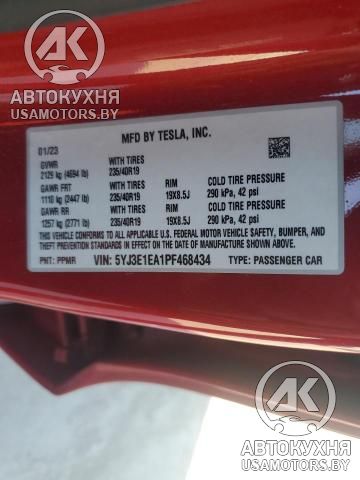 АК
АВТОКУХНЯ
USAMOTORS.BY
MFD BY TESLA, INC.
01/23
GVWR WITH TIRES
2129 kg (4694 lb) 235/40R19
GAWR FRT WITH TIRES RIM COLD TIRE PRESSURE
1110 kg (2447 lb) 235/40R19 19X8.5J 290 kPa, 42 psi
GAWR RR WITH TIRES RIM COLD TIRE PRESSURE
1257 kg (2771 lb) 235/40R19 19X8.5J 290 kPa, 42 psi
THIS VEHICLE CONFORMS TO ALL APPLICABLE U.S. FEDERAL MOTOR VEHICLE SAFETY, BUMPER, AND
THEFT PREVENTION STANDARDS IN EFFECT ON THE DATE OF MANUFACTURE SHOWN ABOVE.
PNT: PPMR VIN: 5YJ3E1EA1PF468434 TYPE: PASSENGER CAR
АК
АВТОКУХНЯ
USAMOTORS.BY